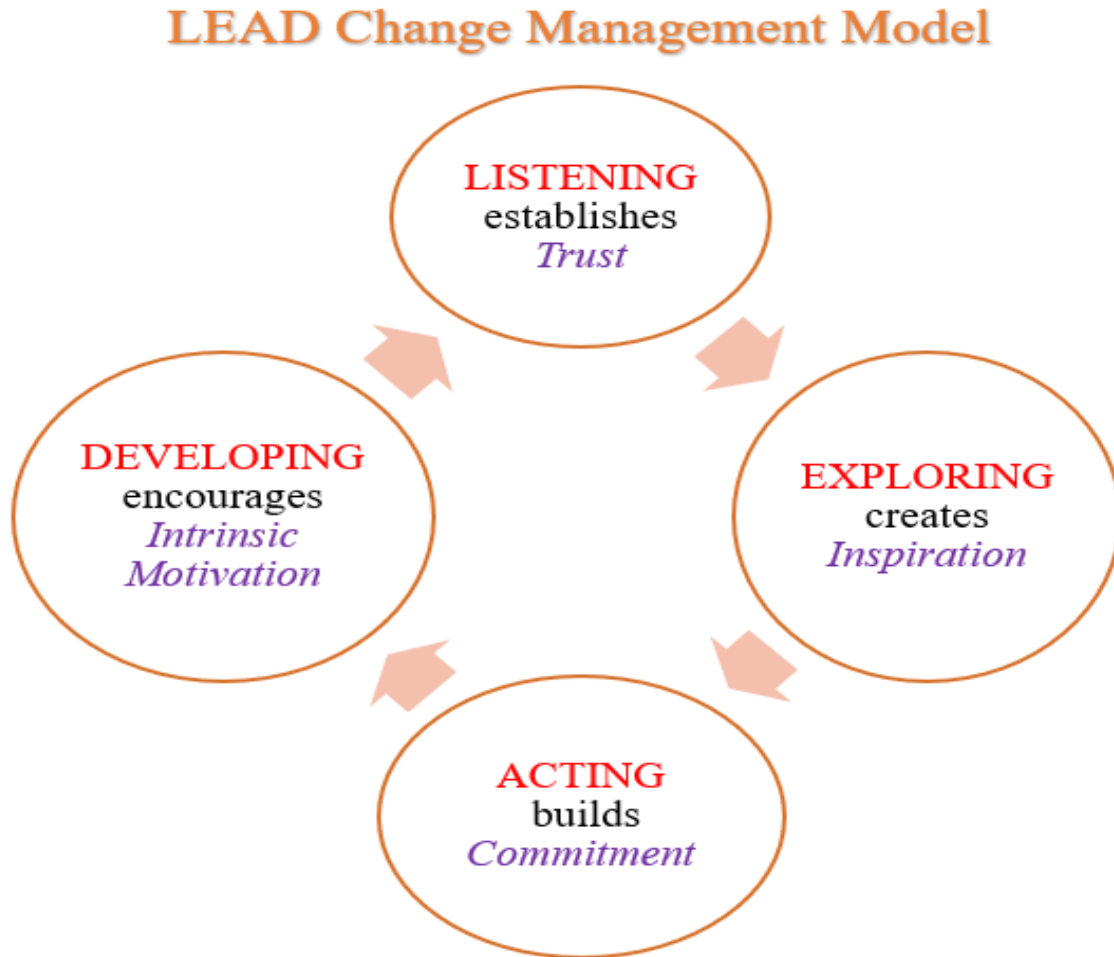 LEAD Change Management Model
LISTENING
establishes
Trust
EXPLORING
creates
Inspiration
ACTING
builds
Commitment
DEVELOPING
encourages
Intrinsic
Motivation